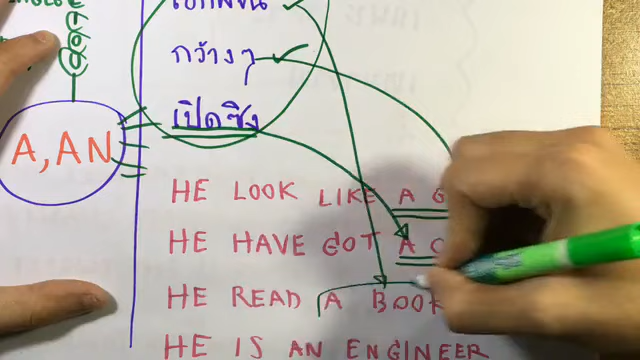 กว้างๆ
เปิดซิง
A, AN
HE LOOK LIKE A G
HE HAVE GOT A C
HE READ A BOOK
HE IS AN ENGINEER